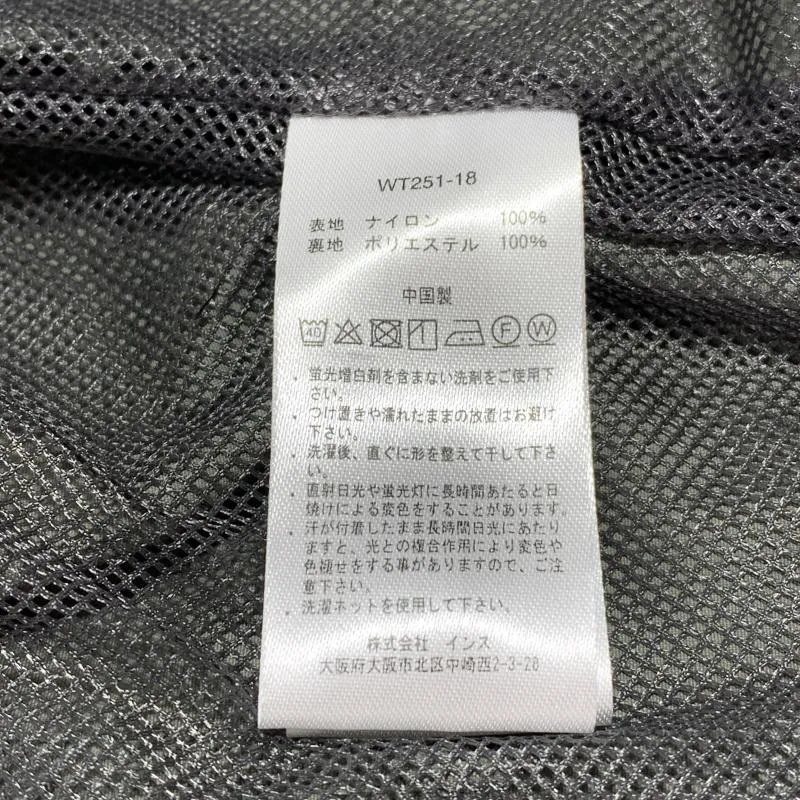 WT251-18
表地 ナイロン 100%
裏地 ポリエステル 100%
中国製
40 F W
・蛍光増白剤を含まない洗剤をご使用下
さい。
・つけ置きや濡れたままの放置はお避け
下さい。
・洗濯後、直ぐに形を整えて干して下さ
い。
・直射日光や蛍光灯に長時間あたると日
焼けによる変色をすることがあります。
・汗が付着したまま長時間日光にあたり
ますと、光との複合作用により変色や
色褪せをする事がありますので、ご注
意下さい。
・洗濯ネットを使用して下さい。
株式会社 インス
大阪府大阪市北区中崎西2-3-28